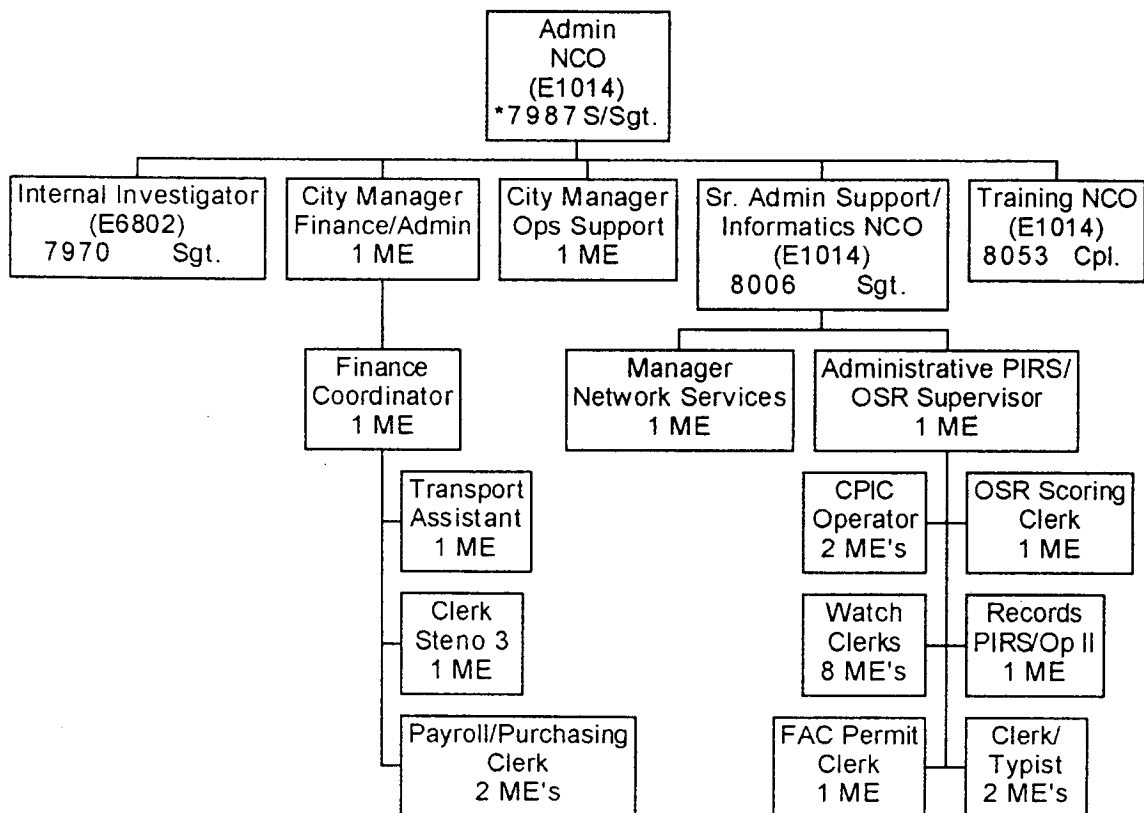 Admin
NCO
(E1014)
*7987 S/Sgt.
Internal Investigator
(E6802)
7970 Sgt.
City Manager
Finance/Admin
1 ME
City Manager
Ops Support
1 ME
Sr. Admin Support/
Informatics NCO
(E1014)
8006 Sgt.
Training NCO
(E1014)
8053 Cpl.
Finance
Coordinator
1 ME
Manager
Network Services
1 ME
Administrative PIRS/
OSR Supervisor
1 ME
Transport
Assistant
1 ME
Clerk
Steno 3
1 ME
Payroll/Purchasing
Clerk
2 ME's
CPIC
Operator
2 ME's
OSR Scoring
Clerk
1 ME
Watch
Clerks
8 ME's
Records
PIRS/Op II
1 ME
FAC Permit
Clerk
1 ME
Clerk/
Typist
2 ME's